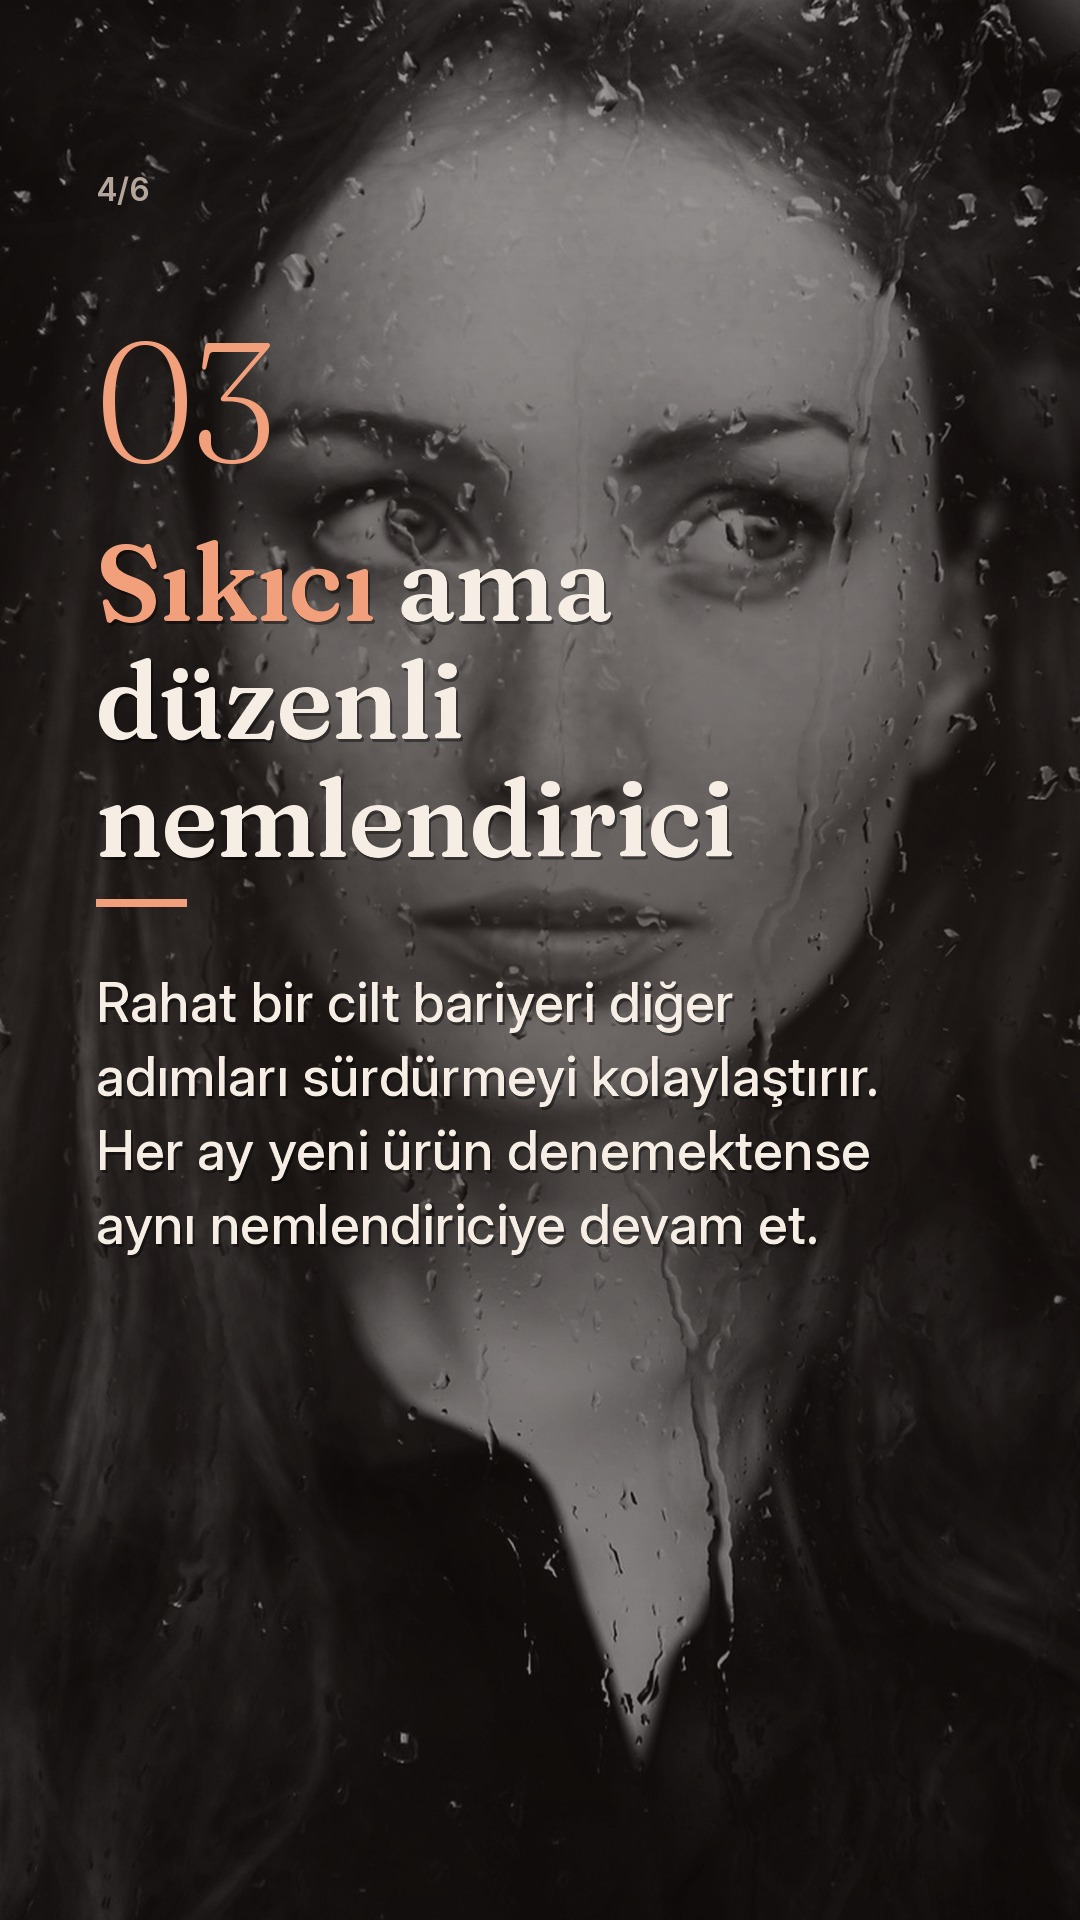 4/6
03
Sıkıcı ama
düzenli
nemlendirici
Rahat bir cilt bariyeri diğer
adımları sürdürmeyi kolaylaştırır.
Her ay yeni ürün denemektense
aynı nemlendiriciye devam et.